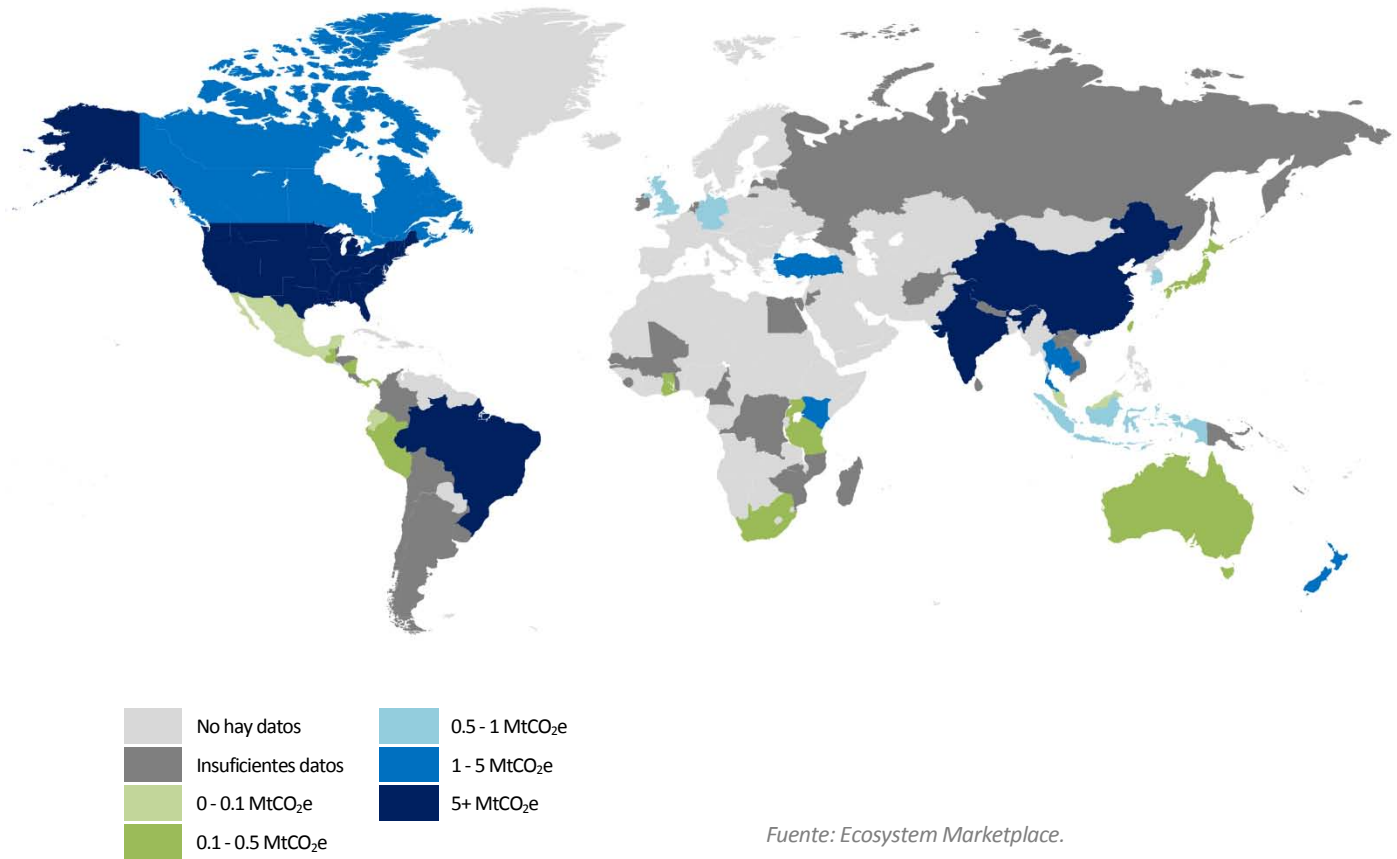 No hay datos
Insuficientes datos
0 - 0.1 MtCO₂e
0.1 - 0.5 MtCO₂e
0.5 - 1 MtCO₂e
1 - 5 MtCO₂e
5+ MtCO₂e
Fuente: Ecosystem Marketplace.